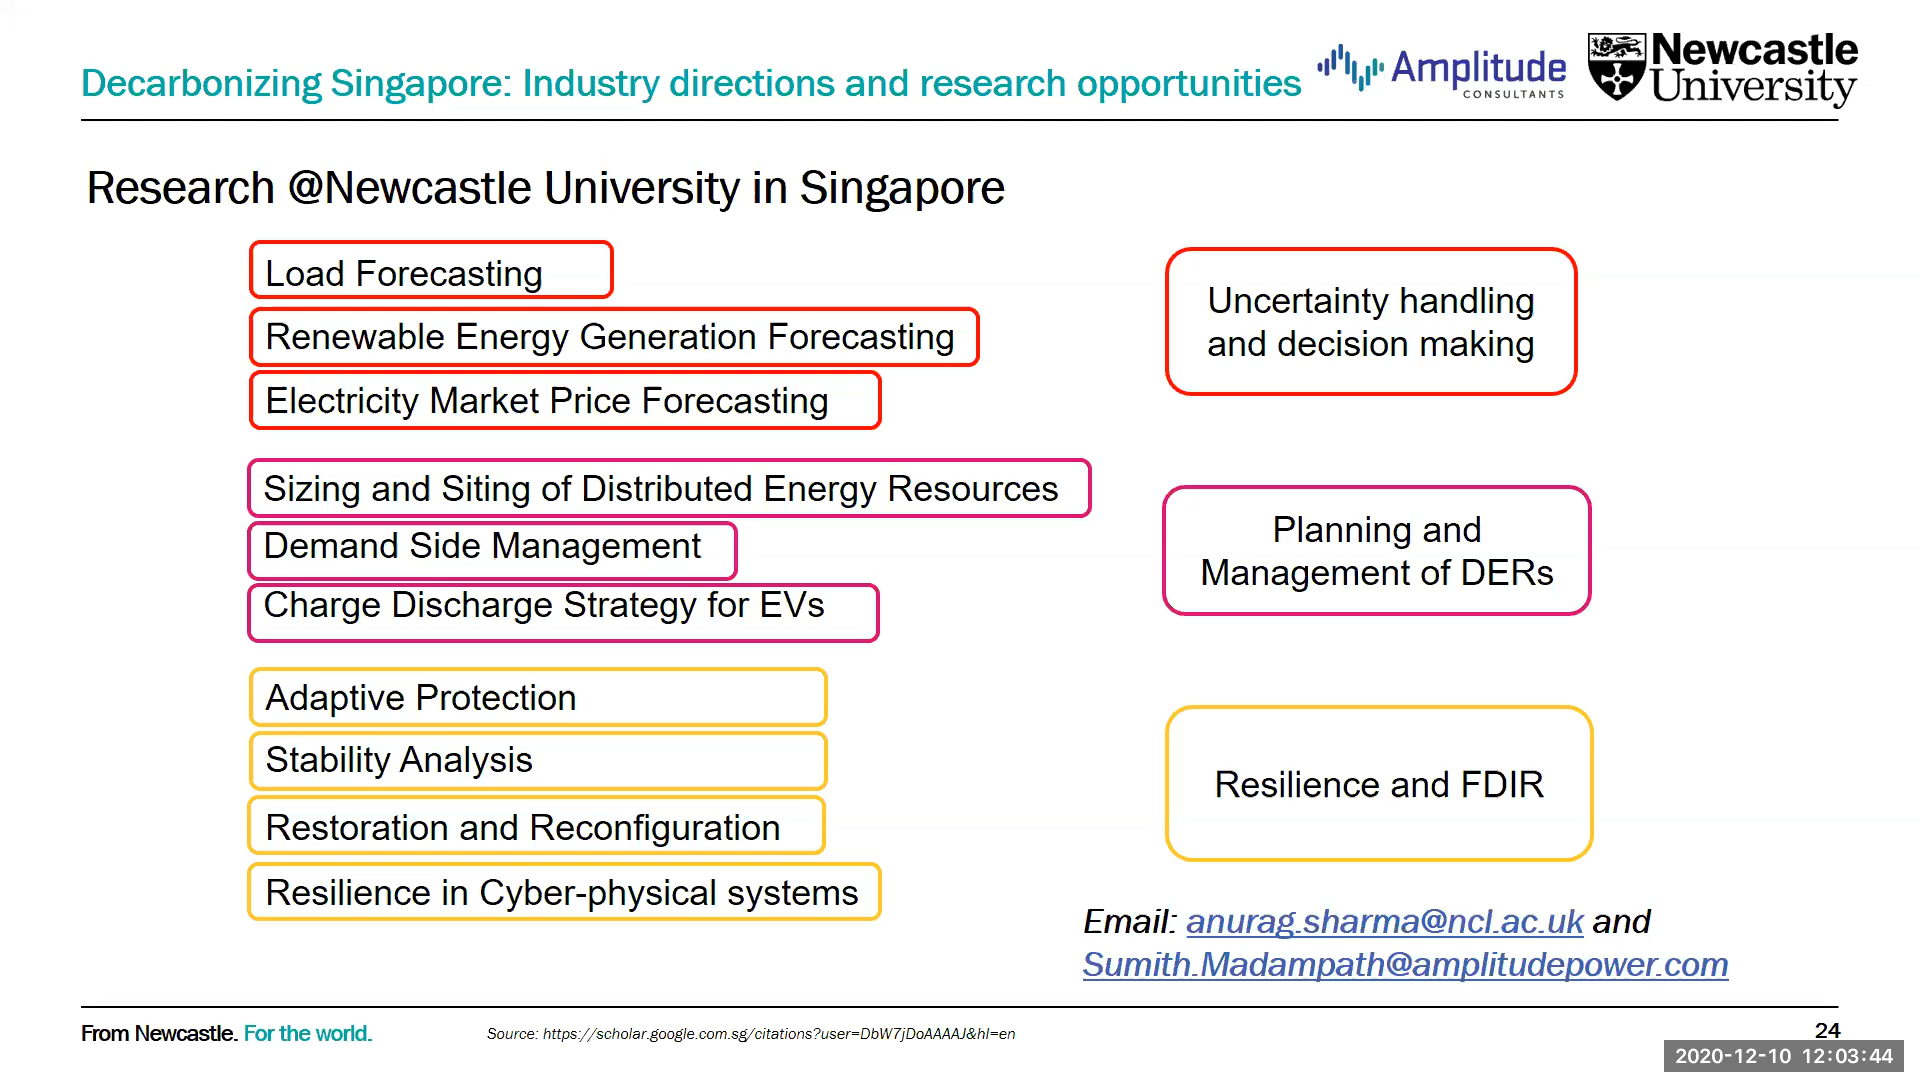 Decarbonizing Singapore: Industry directions and research opportunities
Amplitude
CONSULTANTS
Newcastle
University
Research @Newcastle University in Singapore
Load Forecasting
Renewable Energy Generation Forecasting
Electricity Market Price Forecasting
Uncertainty handling
and decision making
Sizing and Siting of Distributed Energy Resources
Demand Side Management
Charge Discharge Strategy for EVs
Planning and
Management of DERs
Adaptive Protection
Stability Analysis
Restoration and Reconfiguration
Resilience in Cyber-physical systems
Resilience and FDIR
Email: anurag.sharma@ncl.ac.uk and
Sumith.Madampath@amplitudepower.com
From Newcastle. For the world.
Source: https://scholar.google.com.sg/citations?user=DbW7jDoAAAAJ&hl=en
24
2020-12-10 12:03:44